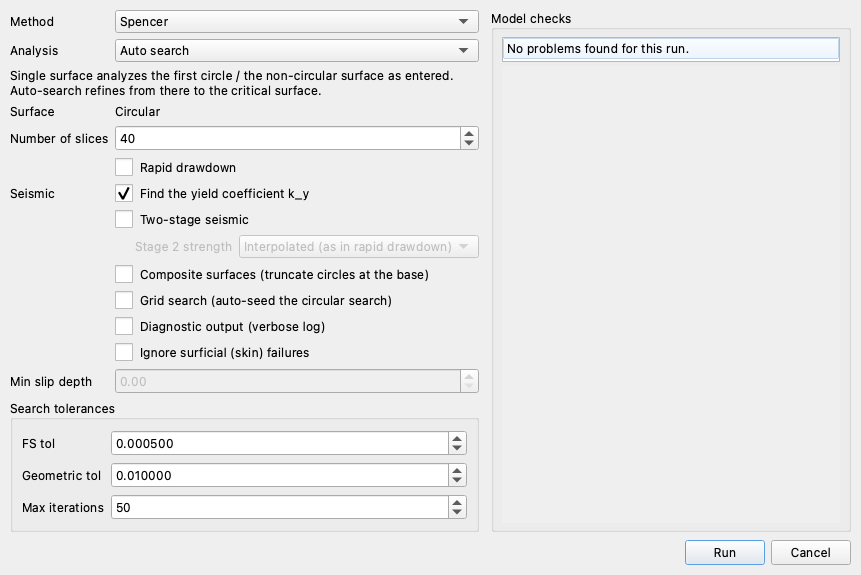 Method
Spencer
Analysis
Auto search
Single surface analyzes the first circle / the non-circular surface as entered.
Auto-search refines from there to the critical surface.
Surface
Circular
Number of slices
40
Rapid drawdown
Seismic
Find the yield coefficient k_y
Two-stage seismic
Stage 2 strength
Interpolated (as in rapid drawdown)
Composite surfaces (truncate circles at the base)
Grid search (auto-seed the circular search)
Diagnostic output (verbose log)
Ignore surficial (skin) failures
Min slip depth
0.00
Search tolerances
FS tol
0.000500
Geometric tol
0.010000
Max iterations
50
Model checks
No problems found for this run.
Run
Cancel